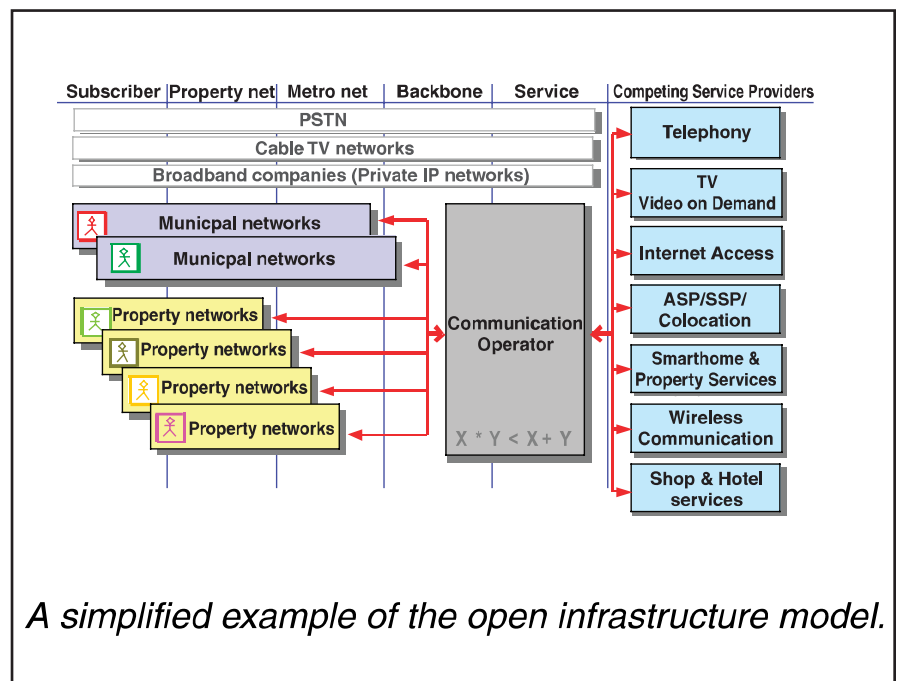 Subscriber Property net Metro net Backbone Service Competing Service Providers
PSTN
Cable TV networks
Broadband companies (Private IP networks)
Municpal networks
Municpal networks
Property networks
Property networks
Property networks
Property networks
Communication
Operator
X * Y < X + Y
Telephony
TV
Video on Demand
Internet Access
ASP/SSP/
Colocation
Smarthome &
Property Services
Wireless
Communication
Shop & Hotel
services
A simplified example of the open infrastructure model.